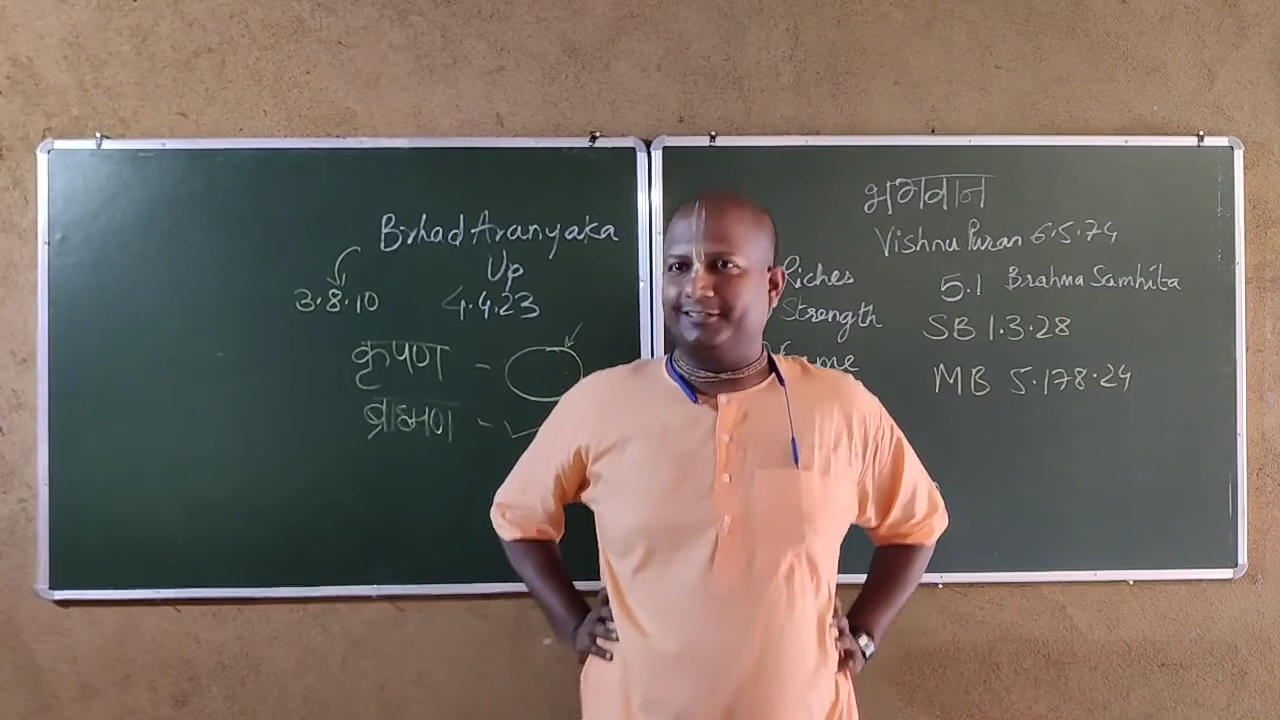 Brhad Aranyaka
Up
3.8.10
4.4.23
कृपण -
ब्राह्मण -
भगवान
Vishnu Puran 6.5.74
Riches
Strength
5.1 Brahma Samhita
SB 1.3.28
MB 5.178.24